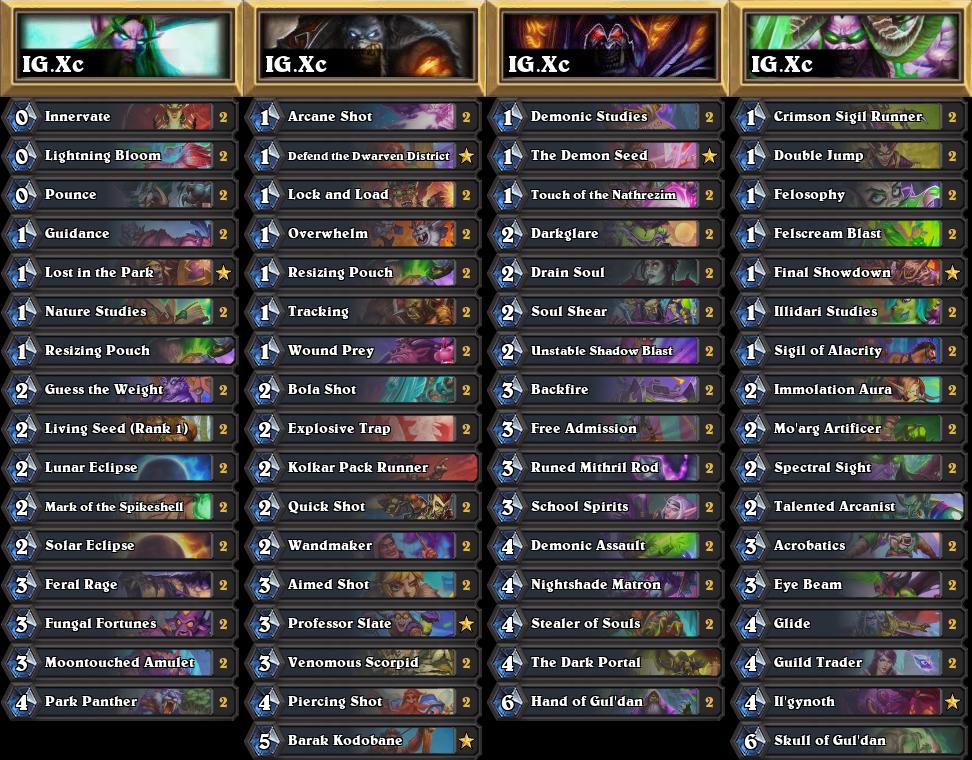 IG.Xc
0 Innervate 2
0 Lightning Bloom 2
0 Pounce 2
1 Guidance 2
1 Lost in the Park
1 Nature Studies 2
1 Resizing Pouch
2 Guess the Weight 2
2 Living Seed (Rank 1) 2
2 Lunar Eclipse 2
2 Mark of the Spikeshell 2
2 Solar Eclipse 2
3 Feral Rage 2
3 Fungal Fortunes 2
3 Moontouched Amulet 2
4 Park Panther 2
IG.Xc
1 Arcane Shot 2
1 Defend the Dwarven District
1 Lock and Load 2
1 Overwhelm 2
1 Resizing Pouch 2
1 Tracking 2
1 Wound Prey 2
2 Bola Shot 2
2 Explosive Trap 2
2 Kolkar Pack Runner
2 Quick Shot 2
2 Wandmaker 2
3 Aimed Shot 2
3 Professor Slate
3 Venomous Scorpid 2
4 Piercing Shot 2
5 Barak Kodobane
IG.Xc
1 Demonic Studies 2
1 The Demon Seed
1 Touch of the Nathrezim 2
2 Darkglare 2
2 Drain Soul 2
2 Soul Shear 2
2 Unstable Shadow Blast 2
3 Backfire 2
3 Free Admission 2
3 Runed Mithril Rod 2
3 School Spirits 2
4 Demonic Assault 2
4 Nightshade Matron 2
4 Stealer of Souls 2
4 The Dark Portal
6 Hand of Gul'dan 2
IG.Xc
1 Crimson Sigil Runner 2
1 Double Jump 2
1 Felosophy 2
1 Felscream Blast 2
1 Final Showdown
1 Illidari Studies 2
1 Sigil of Alacrity 2
2 Immolation Aura 2
2 Mo'arg Artificer 2
2 Spectral Sight 2
2 Talented Arcanist
3 Acrobatics 2
3 Eye Beam 2
4 Glide 2
4 Guild Trader 2
4 Il'gynoth
6 Skull of Gul'dan